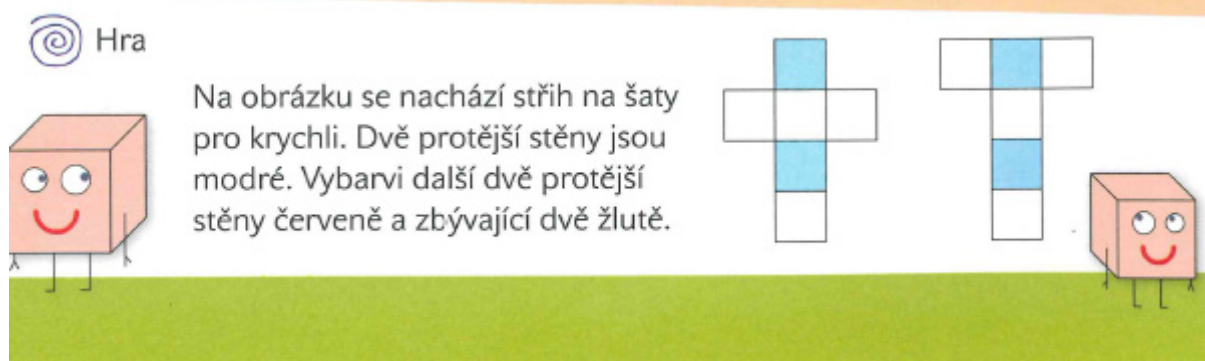 Hra
Na obrázku se nachází střih na šaty
pro krychli. Dvě protější stěny jsou
modré. Vybarvi další dvě protější
stěny červeně a zbývající dvě žlutě.